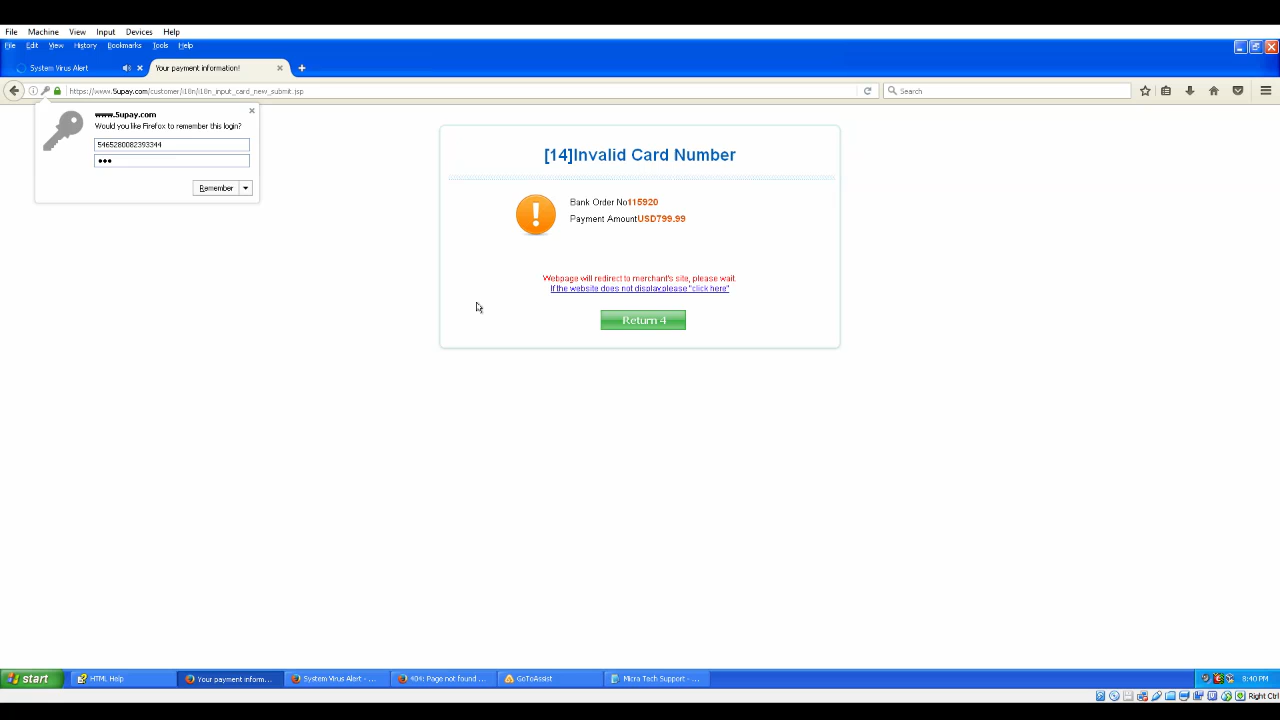 File Machine View Input Devices Help
File Edit View History Bookmarks Tools Help
System Virus Alert
Your payment information!
https://www.5upay.com/customer/i18n/i18n_input_card_new_submit.jsp
Search
www.5upay.com
Would you like Firefox to remember this login?
5465280082393344
●●●
Remember
[14]Invalid Card Number
Bank Order No115920
Payment AmountUSD799.99
Webpage will redirect to merchant's site, please wait.
If the website does not display,please "click here"
Return 4
start
HTML Help
Your payment inform...
System Virus Alert - ...
404: Page not found ...
GoToAssist
Micra Tech Support - ...
8:40 PM
Right Ctrl